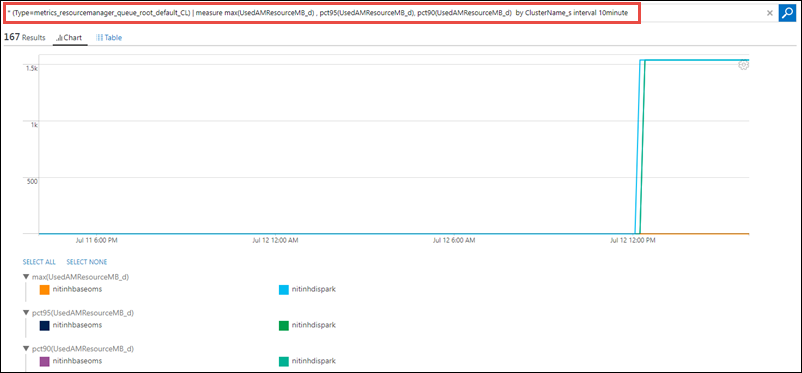 * (Type=metrics_resourcemanager_queue_root_default_CL) | measure max(UsedAMResourceMB_d) , pct95(UsedAMResourceMB_d), pct90(UsedAMResourceMB_d)  by ClusterName_s interval 10minute
167 Results Chart Table
1.5k
1k
500
Jul 11 6:00 PM Jul 12 12:00 AM Jul 12 6:00 AM Jul 12 12:00 PM
SELECT ALL SELECT NONE
max(UsedAMResourceMB_d)
nitinhbaseoms nitinhdispark
pct95(UsedAMResourceMB_d)
nitinhbaseoms nitinhdispark
pct90(UsedAMResourceMB_d)
nitinhbaseoms nitinhdispark